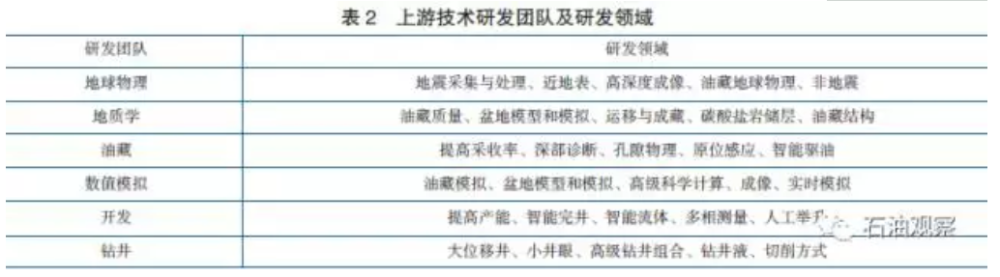 表 2 上游技术研发团队及研发领域
研发团队 研发领域
地球物理 地震采集与处理、近地表、高深度成像、油藏地球物理、非地震
地质学 油藏质量、盆地模型和模拟、运移与成藏、碳酸盐岩储层、油藏结构
油藏 提高采收率、深部诊断、孔隙物理、原位感应、智能驱油
数值模拟 油藏模拟、盆地模型和模拟、高级科学计算、成像、实时模拟
开发 提高产能、智能完井、智能流体、多相测量、人工举升
石油观察
钻井 大位移井、小井眼、高级钻井组合、钻井液、切削方式